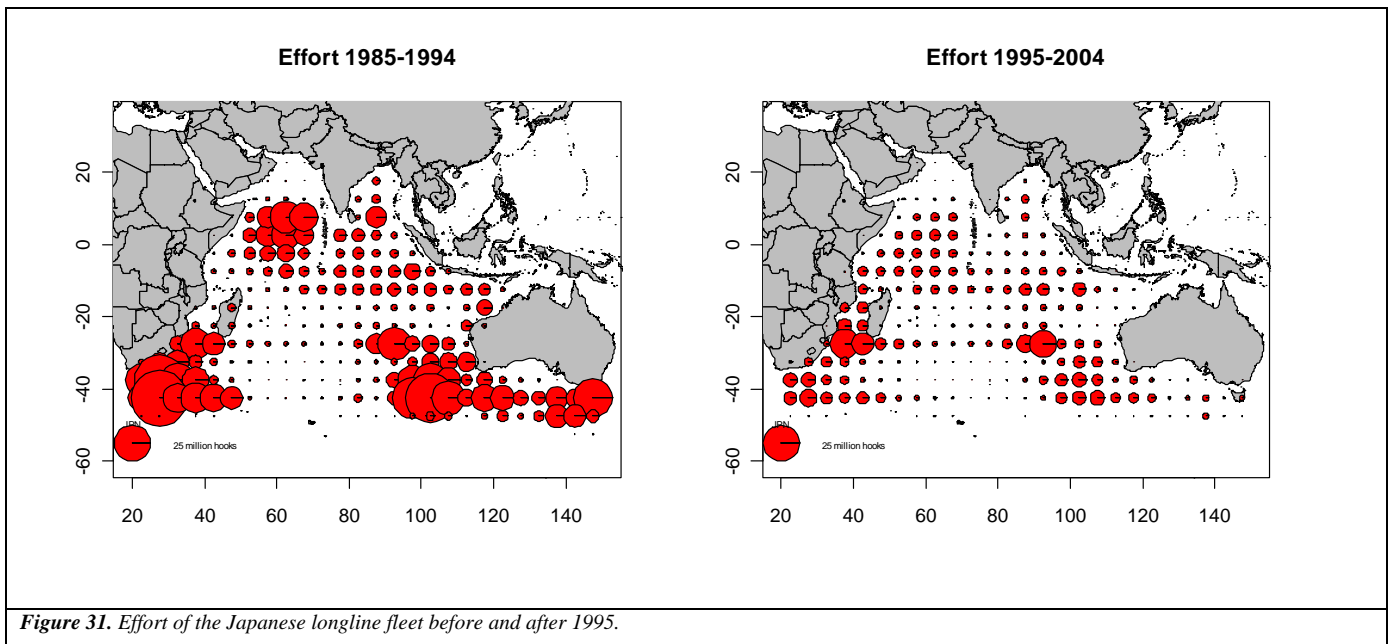 Effort 1985-1994
Effort 1995-2004
20
0
-20
-40
-60
20
0
-20
-40
-60
JPN
25 million hooks
JPN
25 million hooks
20 40 60 80 100 120 140
20 40 60 80 100 120 140
Figure 31. Effort of the Japanese longline fleet before and after 1995.